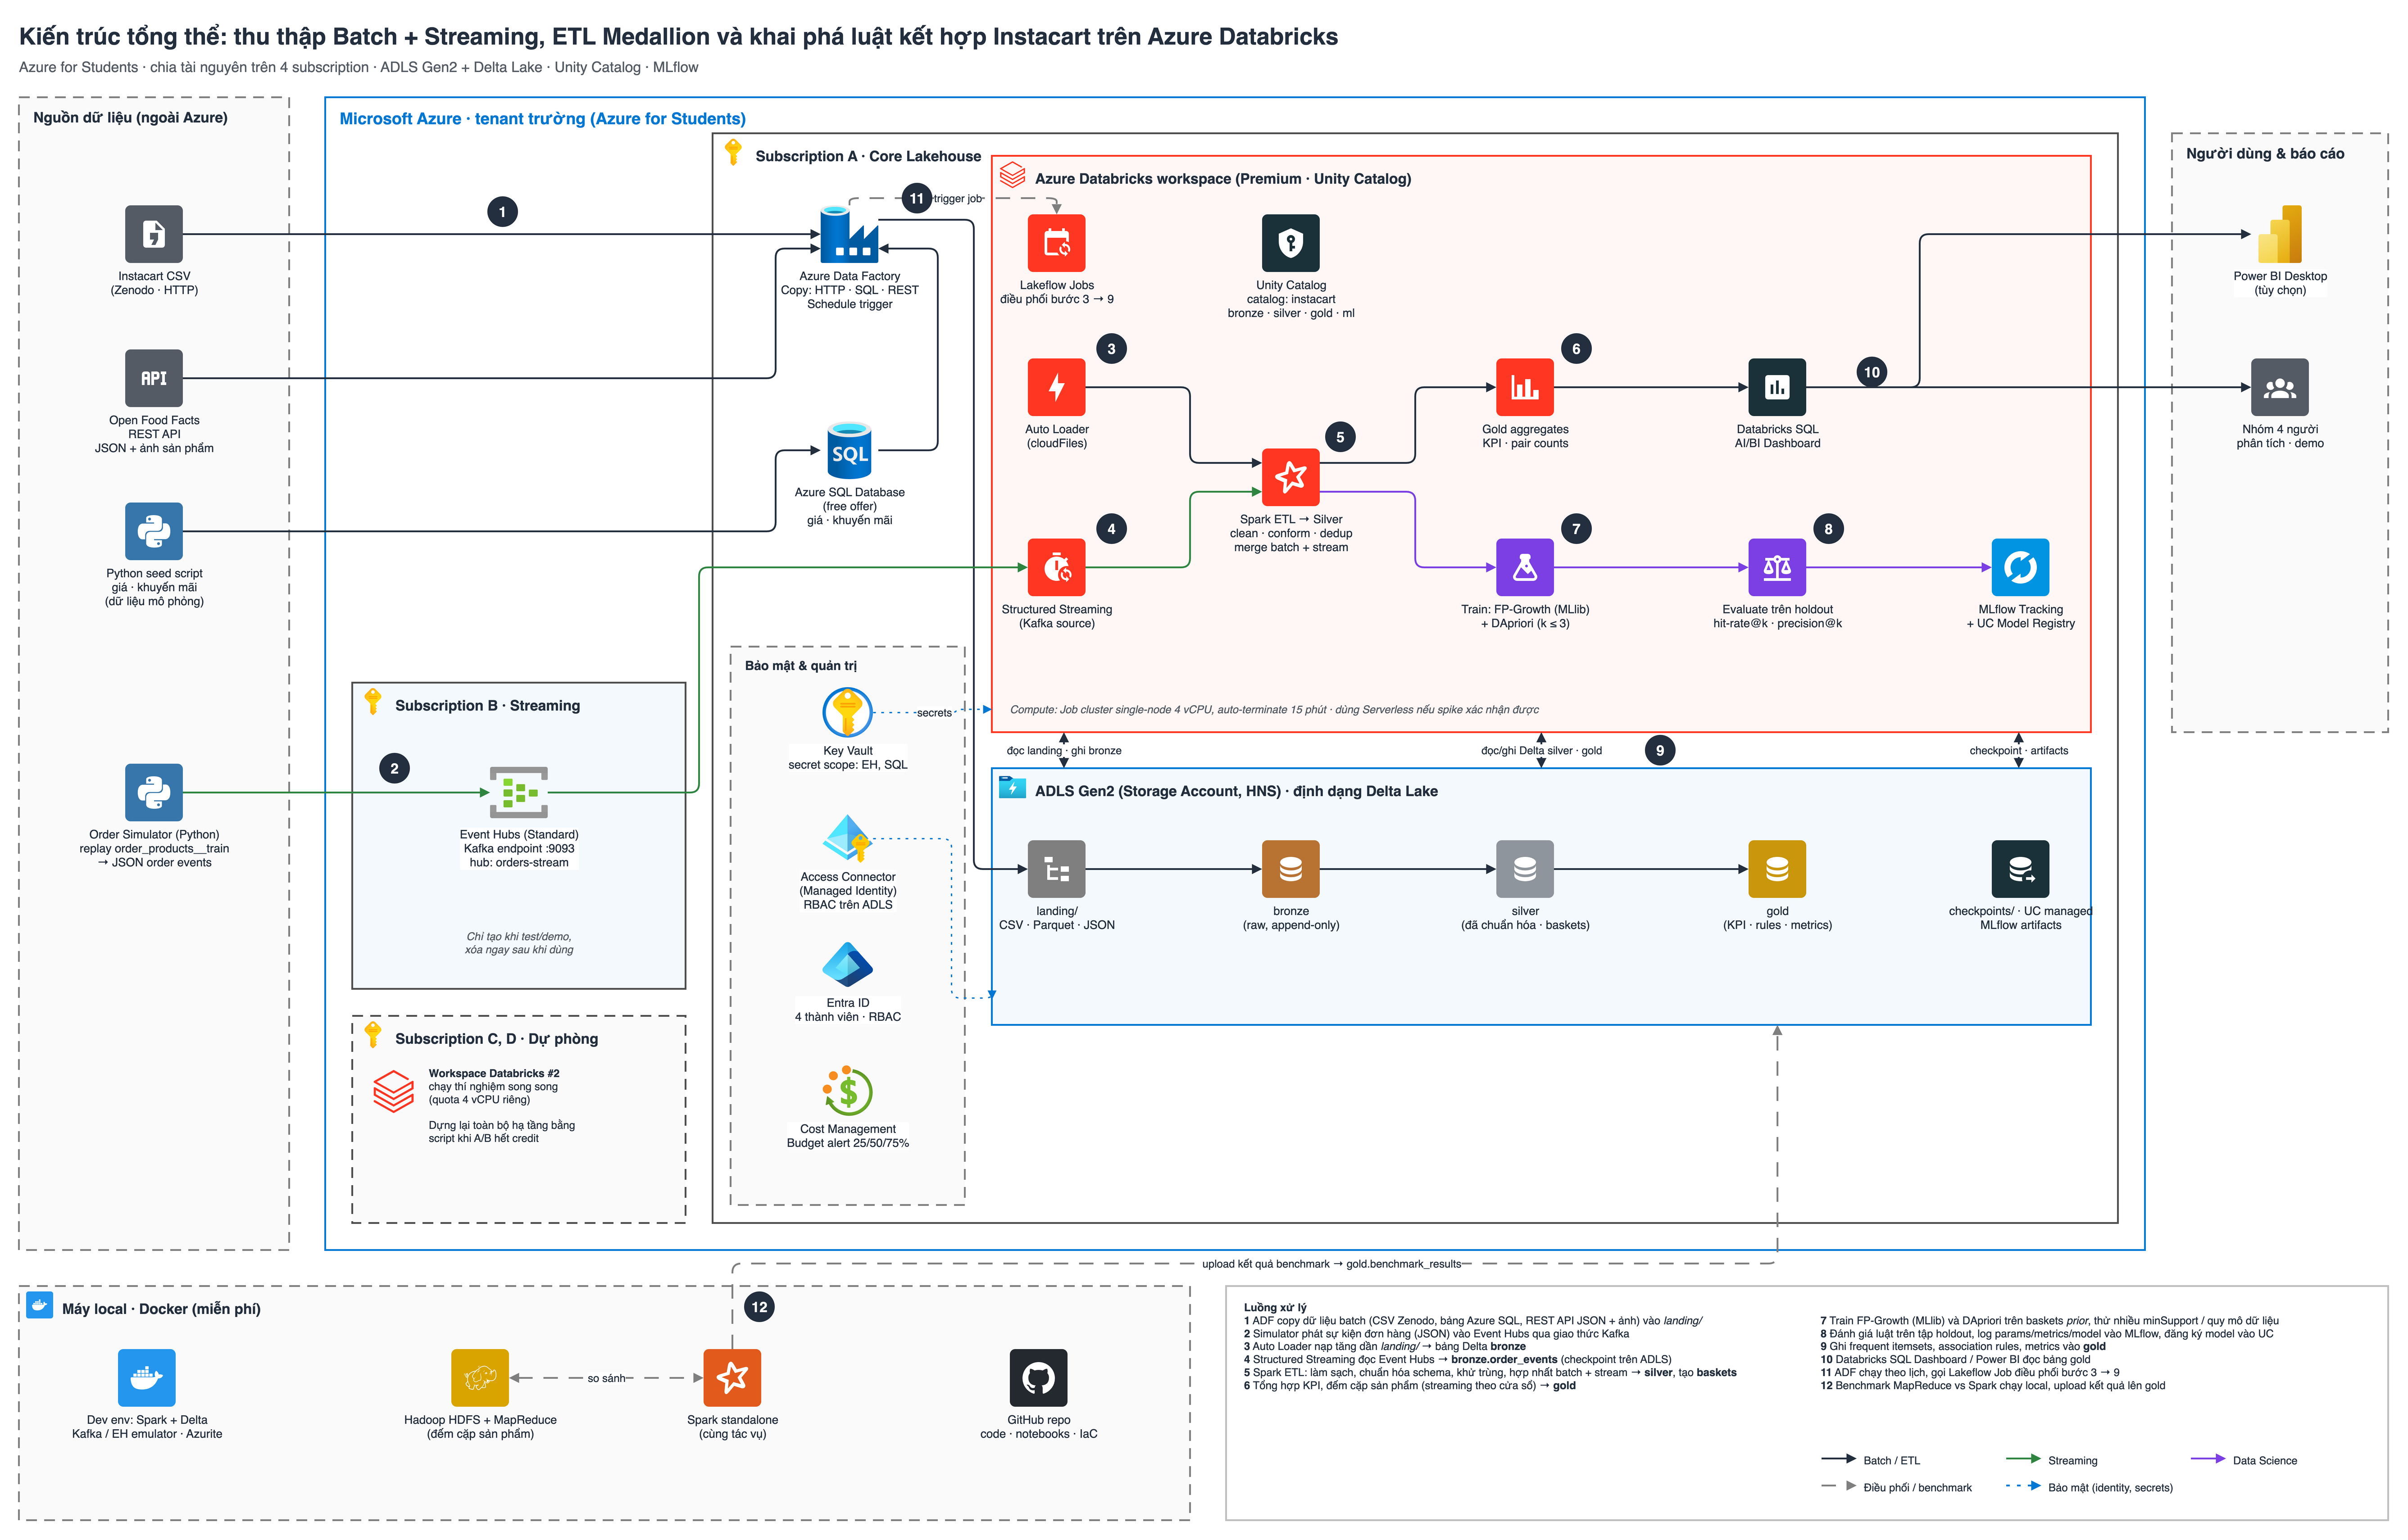 Kiến trúc tổng thể: thu thập Batch + Streaming, ETL Medallion và khai phá luật kết hợp Instacart trên Azure Databricks
Azure for Students · chia tài nguyên trên 4 subscription · ADLS Gen2 + Delta Lake · Unity Catalog · MLflow
Nguồn dữ liệu (ngoài Azure)
Instacart CSV
(Zenodo · HTTP)
API
Open Food Facts
REST API
JSON + ảnh sản phẩm
Python seed script
giá · khuyến mãi
(dữ liệu mô phỏng)
Order Simulator (Python)
replay order_products__train
→ JSON order events
Microsoft Azure · tenant trường (Azure for Students)
1
Subscription A · Core Lakehouse
11
trigger job
Azure Data Factory
Copy: HTTP · SQL · REST
Schedule trigger
SQL
Azure SQL Database
(free offer)
giá · khuyến mãi
Azure Databricks workspace (Premium · Unity Catalog)
Lakeflow Jobs
điều phối bước 3 → 9
Unity Catalog
catalog: instacart
bronze · silver · gold · ml
3
Auto Loader
(cloudFiles)
4
Structured Streaming
(Kafka source)
5
Spark ETL → Silver
clean · conform · dedup
merge batch + stream
6
Gold aggregates
KPI · pair counts
Databricks SQL
AI/BI Dashboard
10
7
Train: FP-Growth (MLlib)
+ DApriori (k ≤ 3)
8
Evaluate trên holdout
hit-rate@k · precision@k
MLflow Tracking
+ UC Model Registry
Compute: Job cluster single-node 4 vCPU, auto-terminate 15 phút · dùng Serverless nếu spike xác nhận được
Người dùng & báo cáo
Power BI Desktop
(tùy chọn)
Nhóm 4 người
phân tích · demo
Subscription B · Streaming
2
Event Hubs (Standard)
Kafka endpoint :9093
hub: orders-stream
Chỉ tạo khi test/demo,
xóa ngay sau khi dùng
Subscription C, D · Dự phòng
Workspace Databricks #2
chạy thí nghiệm song song
(quota 4 vCPU riêng)
Dựng lại toàn bộ hạ tầng bằng
script khi A/B hết credit
Bảo mật & quản trị
secrets
Key Vault
secret scope: EH, SQL
Access Connector
(Managed Identity)
RBAC trên ADLS
Entra ID
4 thành viên · RBAC
$
Cost Management
Budget alert 25/50/75%
đọc landing · ghi bronze
đọc/ghi Delta silver · gold
9
checkpoint · artifacts
ADLS Gen2 (Storage Account, HNS) · định dạng Delta Lake
landing/
CSV · Parquet · JSON
bronze
(raw, append-only)
silver
(đã chuẩn hóa · baskets)
gold
(KPI · rules · metrics)
checkpoints/ · UC managed
MLflow artifacts
upload kết quả benchmark → gold.benchmark_results
Máy local · Docker (miễn phí)
12
Dev env: Spark + Delta
Kafka / EH emulator · Azurite
Hadoop HDFS + MapReduce
(đếm cặp sản phẩm)
so sánh
Spark standalone
(cùng tác vụ)
GitHub repo
code · notebooks · IaC
Luồng xử lý
1 ADF copy dữ liệu batch (CSV Zenodo, bảng Azure SQL, REST API JSON + ảnh) vào landing/
2 Simulator phát sự kiện đơn hàng (JSON) vào Event Hubs qua giao thức Kafka
3 Auto Loader nạp tăng dần landing/ → bảng Delta bronze
4 Structured Streaming đọc Event Hubs → bronze.order_events (checkpoint trên ADLS)
5 Spark ETL: làm sạch, chuẩn hóa schema, khử trùng, hợp nhất batch + stream → silver, tạo baskets
6 Tổng hợp KPI, đếm cặp sản phẩm (streaming theo cửa sổ) → gold
7 Train FP-Growth (MLlib) và DApriori trên baskets prior, thử nhiều minSupport / quy mô dữ liệu
8 Đánh giá luật trên tập holdout, log params/metrics/model vào MLflow, đăng ký model vào UC
9 Ghi frequent itemsets, association rules, metrics vào gold
10 Databricks SQL Dashboard / Power BI đọc bảng gold
11 ADF chạy theo lịch, gọi Lakeflow Job điều phối bước 3 → 9
12 Benchmark MapReduce vs Spark chạy local, upload kết quả lên gold
Batch / ETL
Streaming
Data Science
Điều phối / benchmark
Bảo mật (identity, secrets)